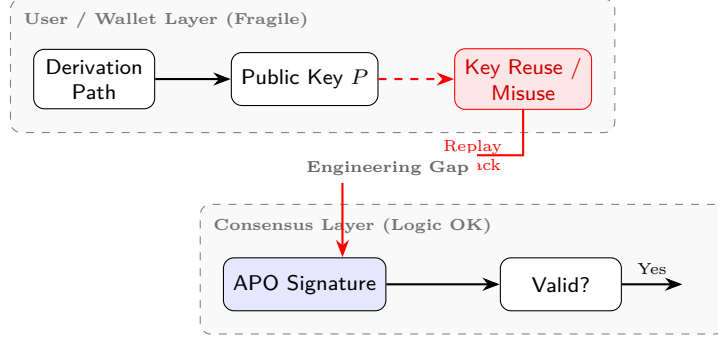 User / Wallet Layer (Fragile)
Derivation
Path
Public Key P
Key Reuse /
Misuse
Replay
Engineering Gap
Consensus Layer (Logic OK)
APO Signature
Valid?
Yes